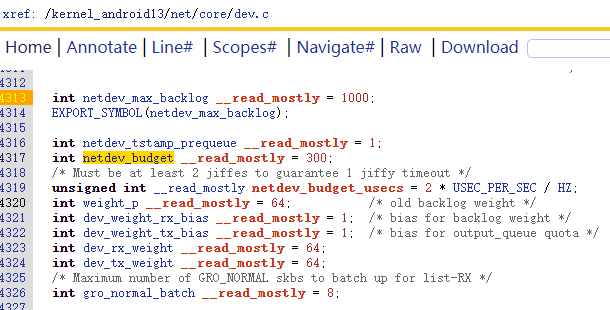 xref: /kernel_android13/net/core/dev.c
Home | Annotate | Line# | Scopes# | Navigate# | Raw | Download
4312
4313 int netdev_max_backlog __read_mostly = 1000;
4314 EXPORT_SYMBOL(netdev_max_backlog);
4315
4316 int netdev_tstamp_prequeue __read_mostly = 1;
4317 int netdev_budget __read_mostly = 300;
4318 /* Must be at least 2 jiffes to guarantee 1 jiffy timeout */
4319 unsigned int __read_mostly netdev_budget_usecs = 2 * USEC_PER_SEC / HZ;
4320 int weight_p __read_mostly = 64; /* old backlog weight */
4321 int dev_weight_rx_bias __read_mostly = 1; /* bias for backlog weight */
4322 int dev_weight_tx_bias __read_mostly = 1; /* bias for output_queue quota */
4323 int dev_rx_weight __read_mostly = 64;
4324 int dev_tx_weight __read_mostly = 64;
4325 /* Maximum number of GRO_NORMAL skbs to batch up for list-RX */
4326 int gro_normal_batch __read_mostly = 8;